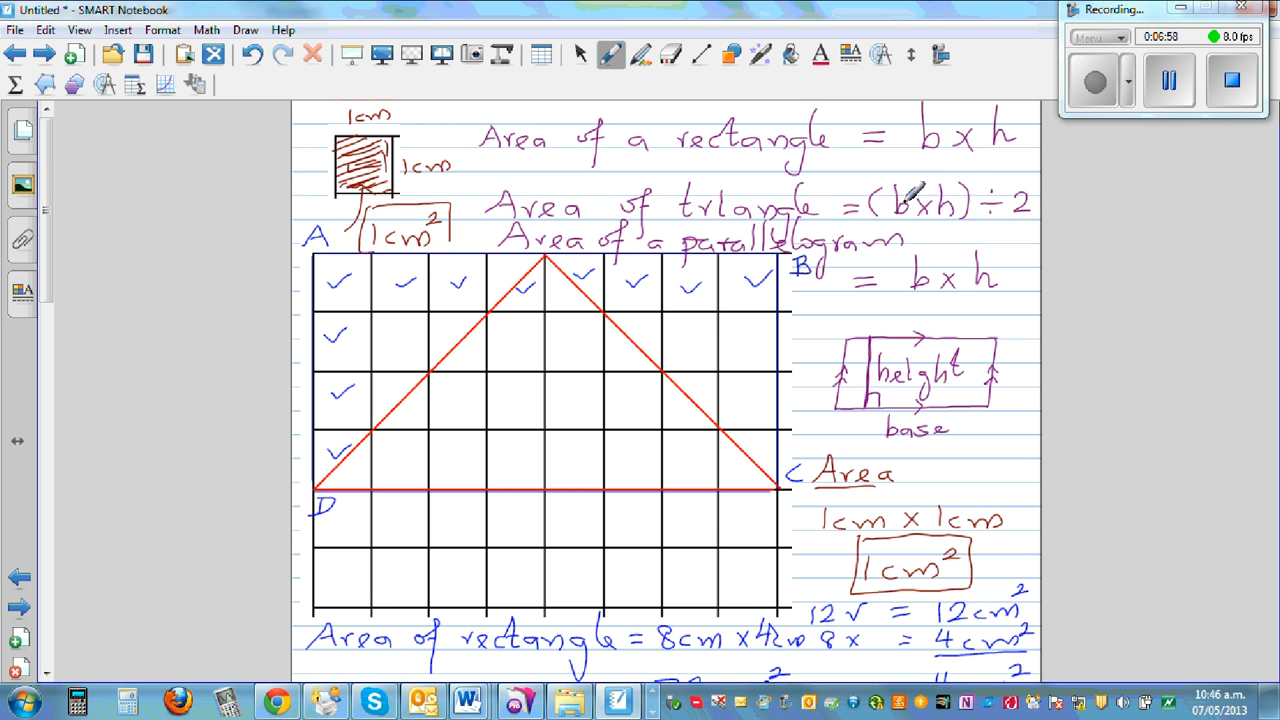 Untitled * - SMART Notebook
Recording...
File Edit View Insert Format Math Draw Help
Menu
0:06:58
8.0 fps
1cm
1cm
1cm²
Area of a rectangle = b x h
Area of triangle = (b x h) ÷ 2
Area of a parallelogram
= b x h
A
B
C
D
height
base
Area
1cm x 1cm
1cm²
12√ = 12cm²
8x = 4cm²
Area of rectangle = 8cm x 4cm
10:46 a.m.
07/05/2013